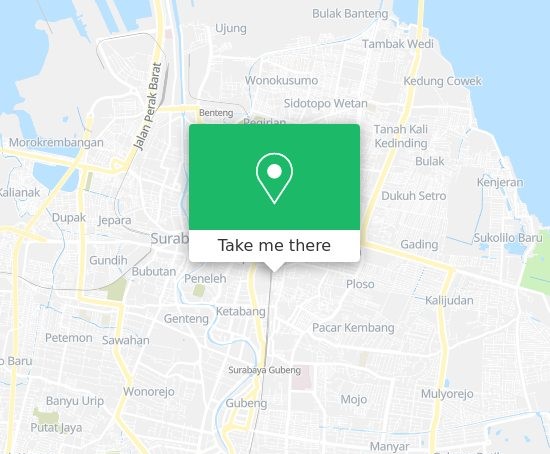 Bulak Banteng
Ujung
Tambak Wedi
Jalan Perak Barat
Wonokusumo
Kedung Cowek
Sidotopo Wetan
Benteng
Pegirian
Tanah Kali
Kedinding
Morokrembangan
Bulak
Kenjeran
Kalianak
Dukuh Setro
Dupak
Jepara
Sukolilo Baru
Surab
Gading
Take me there
Gundih
Bubutan
Peneleh
Ploso
Kalijudan
Genteng
Ketabang
Pacar Kembang
Petemon
Sawahan
o Baru
Surabaya Gubeng
Wonorejo
Mulyorejo
Banyu Urip
Gubeng
Mojo
Putat Jaya
Manyar